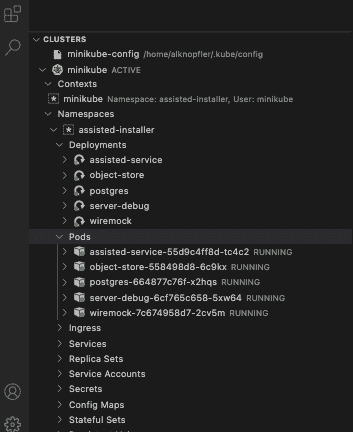 CLUSTERS
minikube-config /home/alknopfler/.kube/config
minikube ACTIVE
Contexts
minikube Namespace: assisted-installer, User: minikube
Namespaces
assisted-installer
Deployments
assisted-service
object-store
postgres
server-debug
wiremock
Pods
assisted-service-55d9c4ff8d-tc4c2 RUNNING
object-store-558498d8-6c9kx RUNNING
postgres-664877c76f-x2hqs RUNNING
server-debug-6cf765c658-5xw64 RUNNING
wiremock-7c674958d7-2cv5m RUNNING
Ingress
Services
Replica Sets
Service Accounts
Secrets
Config Maps
Stateful Sets